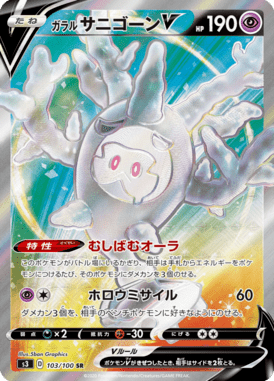 たね ガラル サニゴーンV HP 190
特性 むしばむオーラ
このポケモンがバトル場にいるかぎり、相手は手札からエネルギーをポケ
モンにつけるたび、そのポケモンにダメカンを3個のせる。
ホロウミサイル 60
ダメカン3個を、相手のベンチポケモンに好きなようにのせる。
弱点 ×2 抵抗力 -30 にげる
Vルール
ポケモンVがきぜつしたとき、相手はサイドを2枚とる。
Illus. 5ban Graphics
s3 103/100 SR